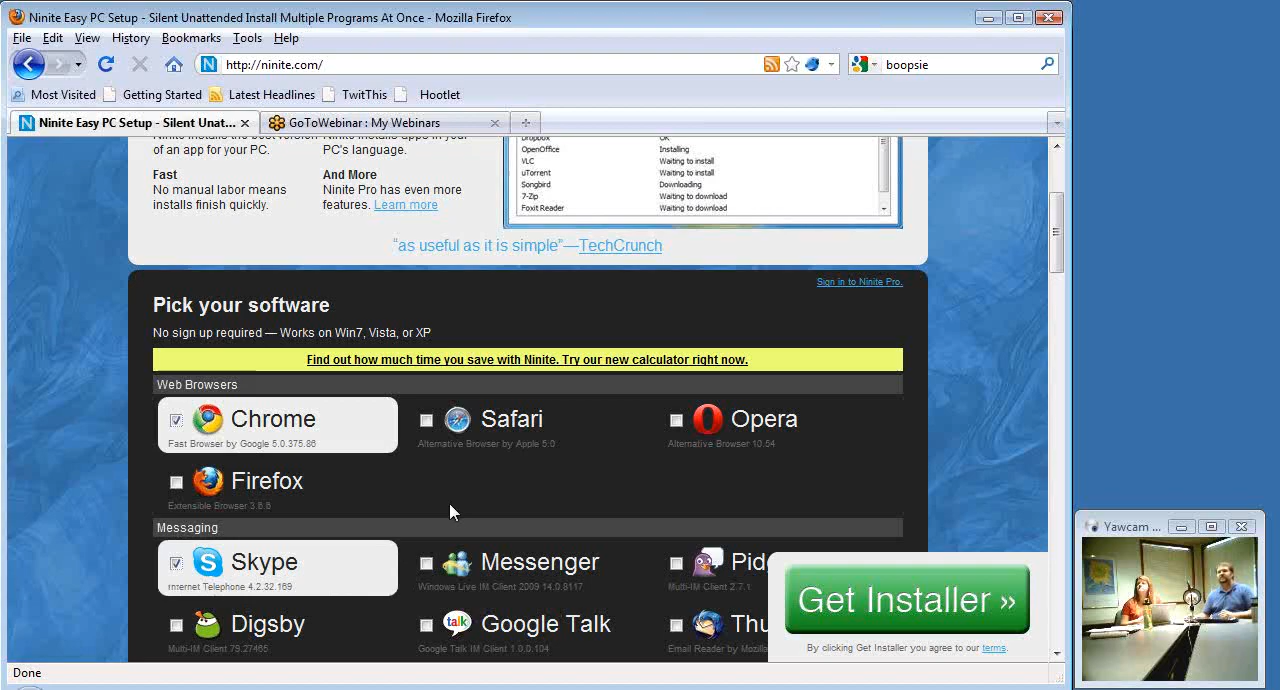 Ninite Easy PC Setup - Silent Unattended Install Multiple Programs At Once - Mozilla Firefox
File Edit View History Bookmarks Tools Help
http://ninite.com/ boopsie
Most Visited Getting Started Latest Headlines TwitThis Hootlet
Ninite Easy PC Setup - Silent Unat... GoToWebinar : My Webinars
of an app for your PC. PC's language.
Fast And More
No manual labor means Ninite Pro has even more
installs finish quickly. features. Learn more
Dropbox OK
OpenOffice Installing
VLC Waiting to install
uTorrent Waiting to install
Songbird Downloading
7-Zip Waiting to download
Foxit Reader Waiting to download
“as useful as it is simple”—TechCrunch
Sign in to Ninite Pro.
Pick your software
No sign up required — Works on Win7, Vista, or XP
Find out how much time you save with Ninite. Try our new calculator right now.
Web Browsers
Chrome Safari Opera
Fast Browser by Google 5.0.375.86 Alternative Browser by Apple 5.0 Alternative Browser 10.54
Firefox
Extensible Browser 3.6.6
Messaging
Skype Messenger Pid
Internet Telephone 4.2.32.169 Windows Live IM Client 2009 14.0.8117 Multi-IM Client 2.7.1
Digsby talk Google Talk Thu
Multi-IM Client 79.27465 Google Talk IM Client 1.0.0.104 Email Reader by Mozilla
Get Installer »
By clicking Get Installer you agree to our terms.
Done
Yawcam ...